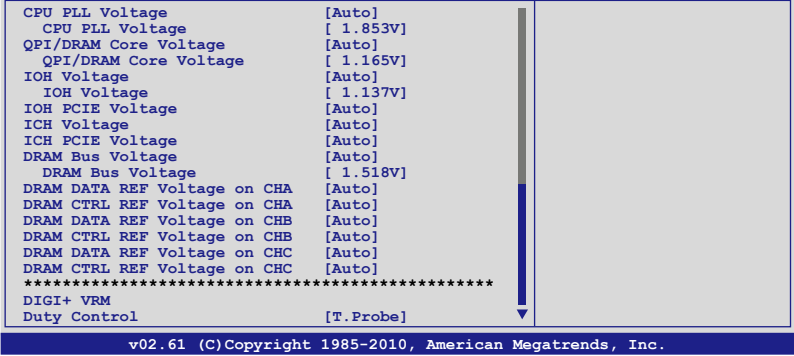 CPU PLL Voltage [Auto]
CPU PLL Voltage [ 1.853V]
QPI/DRAM Core Voltage [Auto]
QPI/DRAM Core Voltage [ 1.165V]
IOH Voltage [Auto]
IOH Voltage [ 1.137V]
IOH PCIE Voltage [Auto]
ICH Voltage [Auto]
ICH PCIE Voltage [Auto]
DRAM Bus Voltage [Auto]
DRAM Bus Voltage [ 1.518V]
DRAM DATA REF Voltage on CHA [Auto]
DRAM CTRL REF Voltage on CHA [Auto]
DRAM DATA REF Voltage on CHB [Auto]
DRAM CTRL REF Voltage on CHB [Auto]
DRAM DATA REF Voltage on CHC [Auto]
DRAM CTRL REF Voltage on CHC [Auto]
*************************************************
DIGI+ VRM
Duty Control [T.Probe]
v02.61 (C)Copyright 1985-2010, American Megatrends, Inc.